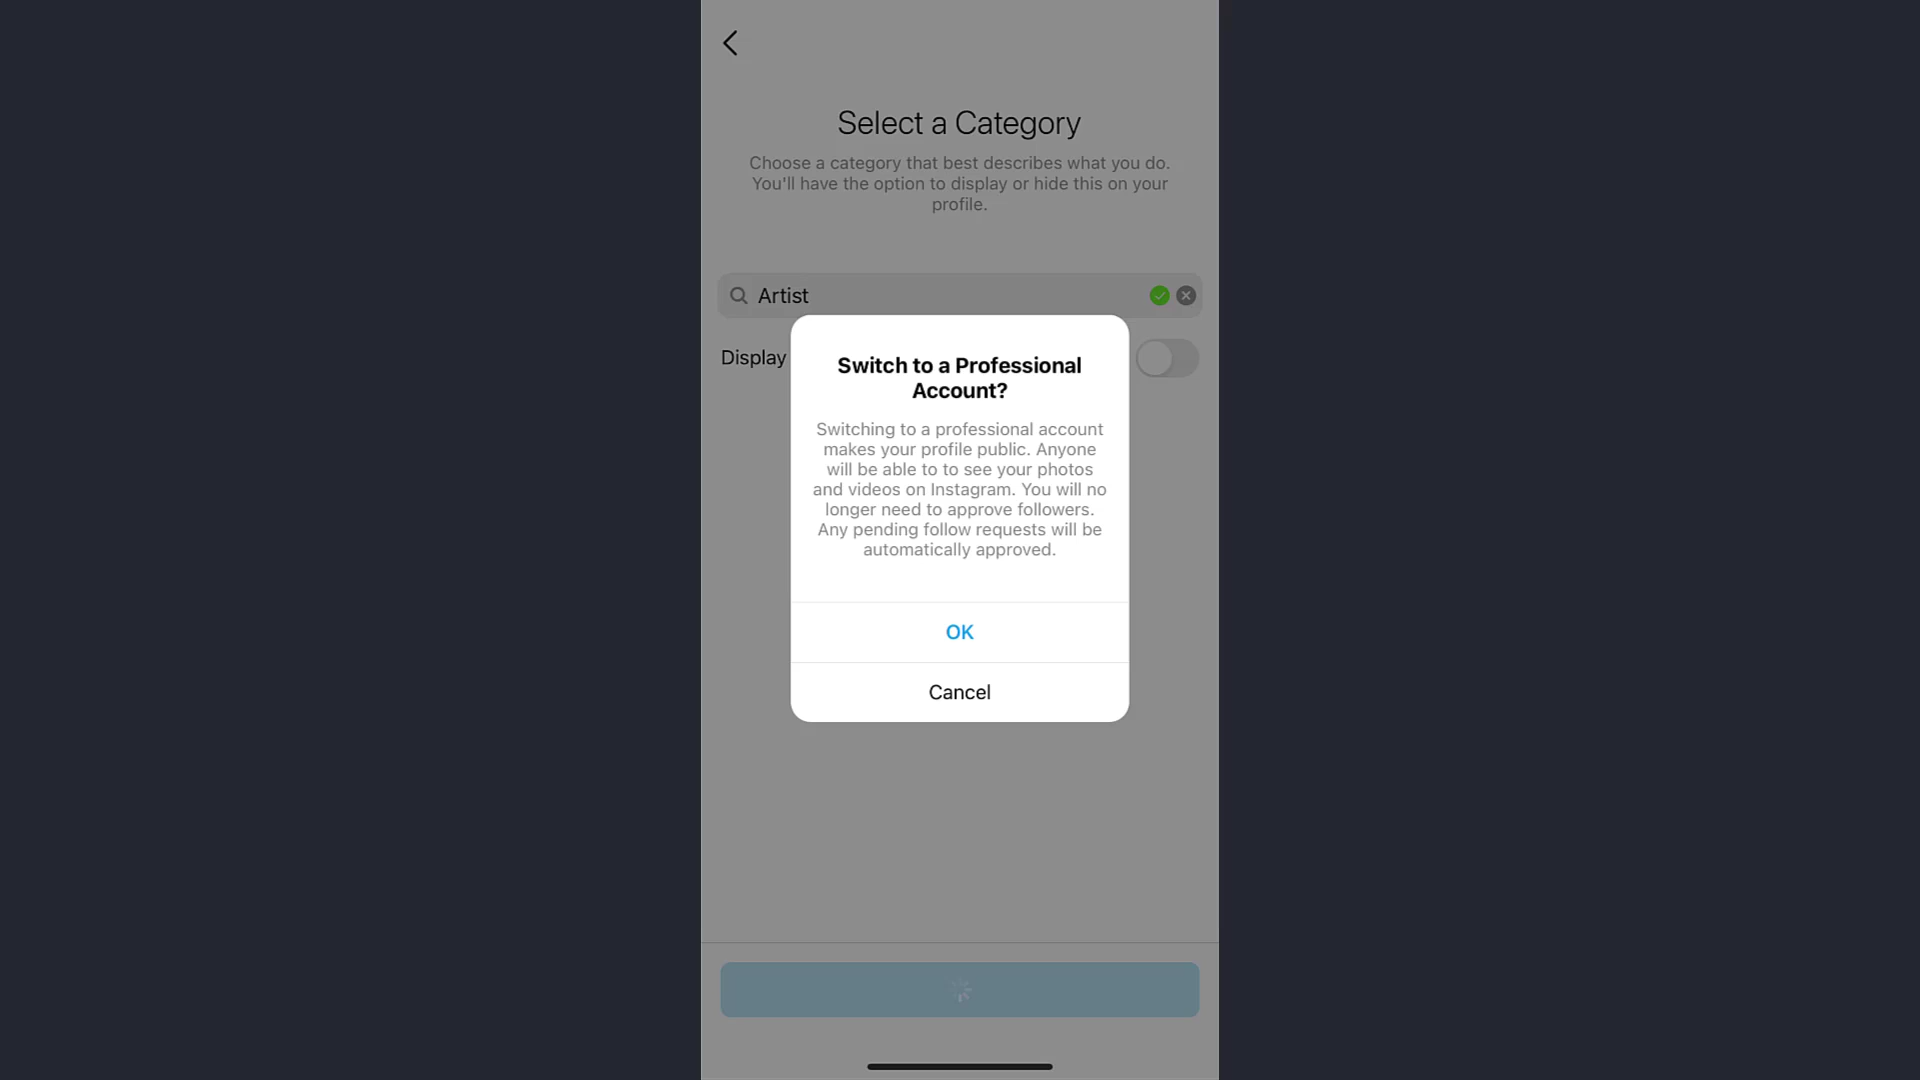 Select a Category
Choose a category that best describes what you do.
You'll have the option to display or hide this on your
profile.
Artist
Display
Switch to a Professional
Account?
Switching to a professional account
makes your profile public. Anyone
will be able to to see your photos
and videos on Instagram. You will no
longer need to approve followers.
Any pending follow requests will be
automatically approved.
OK
Cancel